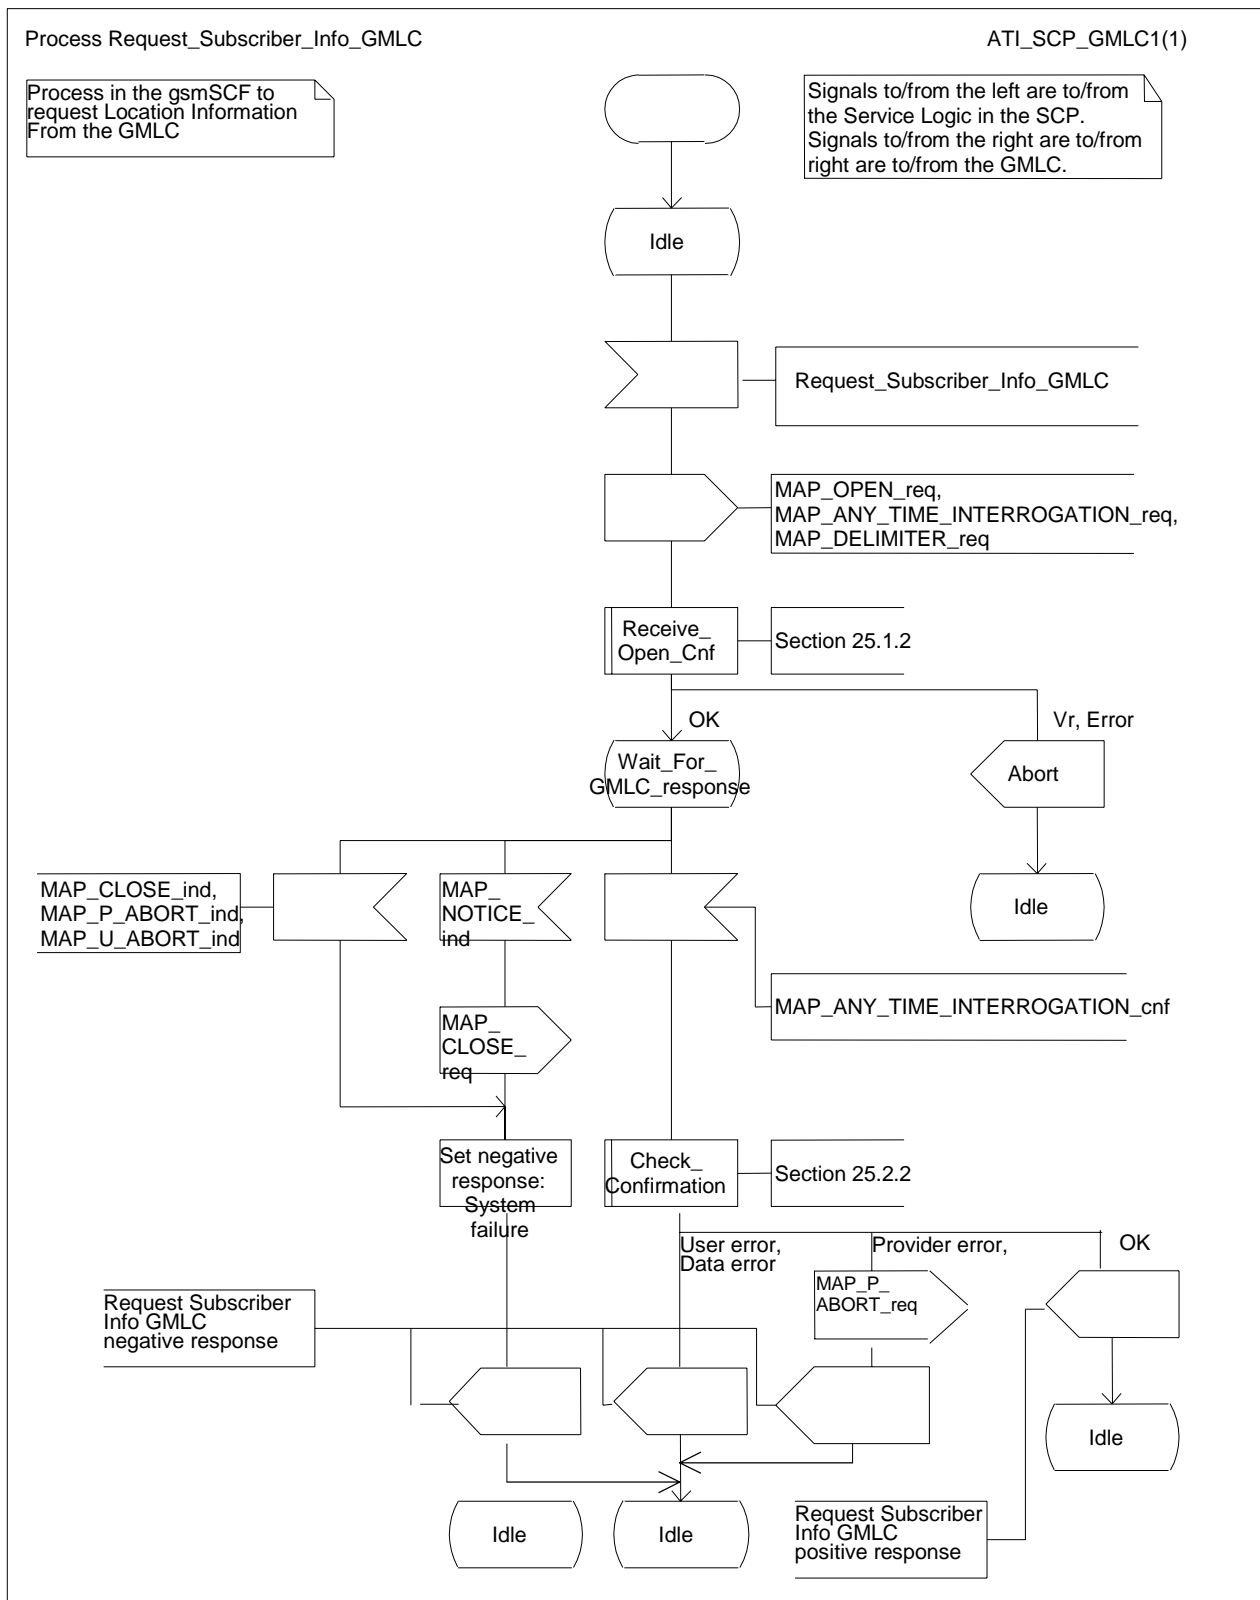 Process Request_Subscriber_Info_GMLC
ATI_SCP_GMLC1(1)
Process in the gsmSCF to
request Location Information
From the GMLC
Signals to/from the left are to/from
the Service Logic in the SCP.
Signals to/from the right are to/from
right are to/from the GMLC.
Idle
Request_Subscriber_Info_GMLC
MAP_OPEN_req,
MAP_ANY_TIME_INTERROGATION_req,
MAP_DELIMITER_req
Receive_
Open_Cnf
Section 25.1.2
OK
Vr, Error
Wait_For_
GMLC_response
Abort
Idle
MAP_CLOSE_ind,
MAP_P_ABORT_ind,
MAP_U_ABORT_ind
MAP_
NOTICE_
ind
MAP_ANY_TIME_INTERROGATION_cnf
MAP_
CLOSE_
req
Set negative
response:
System
failure
Check_
Confirmation
Section 25.2.2
User error,
Data error
Provider error,
OK
MAP_P_
ABORT_req
Request Subscriber
Info GMLC
negative response
Idle
Idle
Idle
Request Subscriber
Info GMLC
positive response